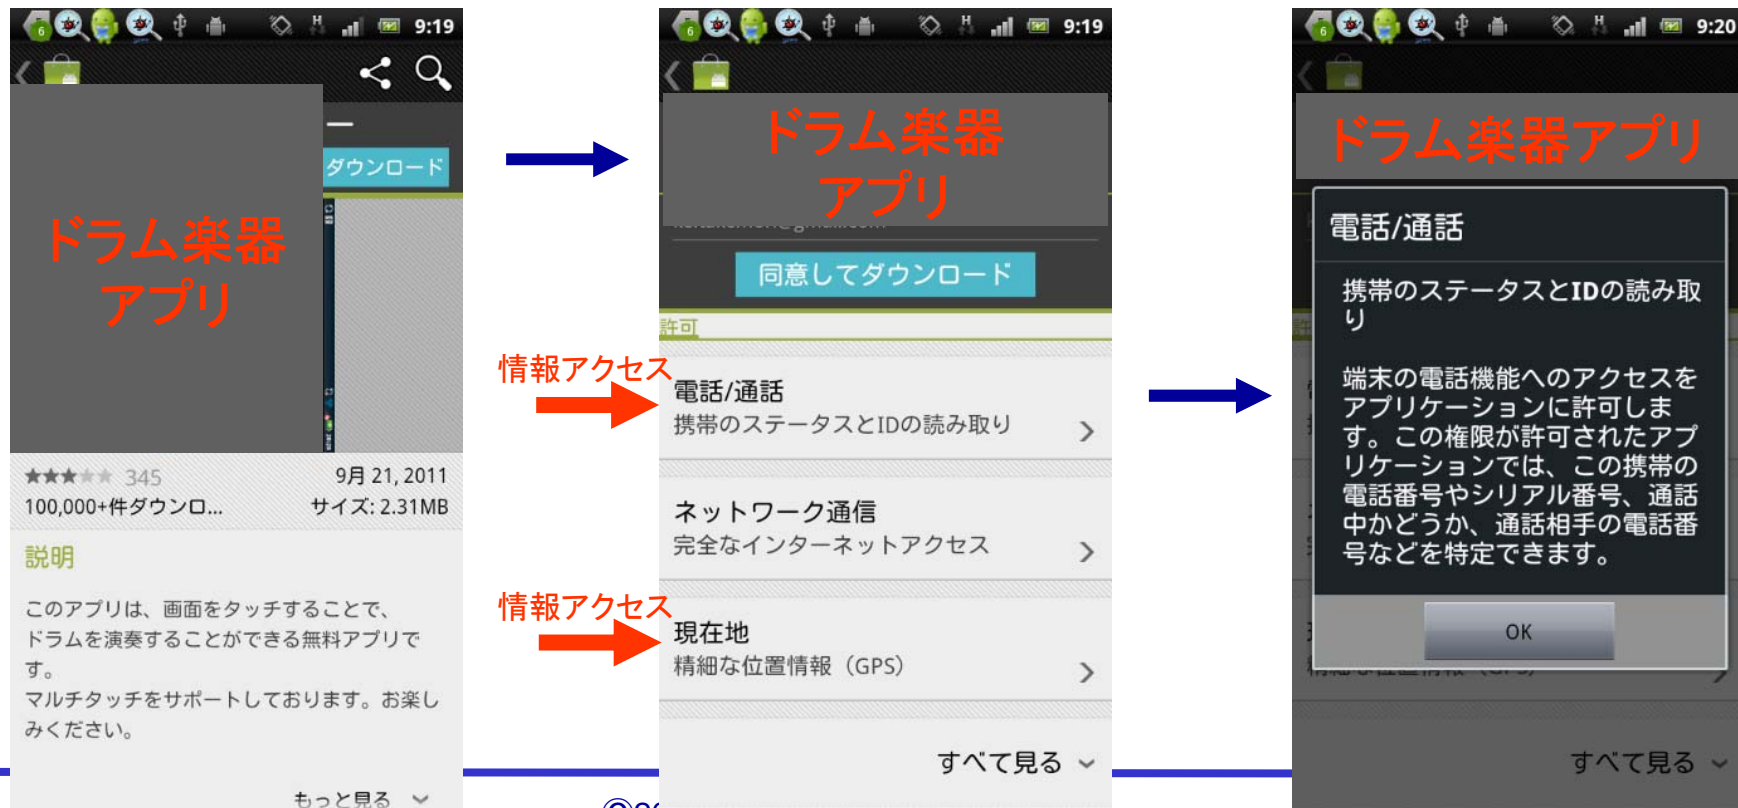 6
H
9:19
ー
ダウンロード
ドラム楽器
アプリ
345
9月 21, 2011
100,000+件ダウンロ...
サイズ: 2.31MB
説明
このアプリは、画面をタッチすることで、
ドラムを演奏することができる無料アプリで
す。
マルチタッチをサポートしております。お楽し
みください。
もっと見る
6
H
9:19
ドラム楽器
アプリ
同意してダウンロード
許可
情報アクセス
電話/通話
携帯のステータスとIDの読み取り
ネットワーク通信
完全なインターネットアクセス
情報アクセス
現在地
精細な位置情報（GPS）
すべて見る
6
H
9:20
ドラム楽器アプリ
電話/通話
携帯のステータスとIDの読み取
り
端末の電話機能へのアクセスを
アプリケーションに許可しま
す。この権限が許可されたアプ
リケーションでは、この携帯の
電話番号やシリアル番号、通話
中かどうか、通話相手の電話番
号などを特定できます。
OK
すべて見る